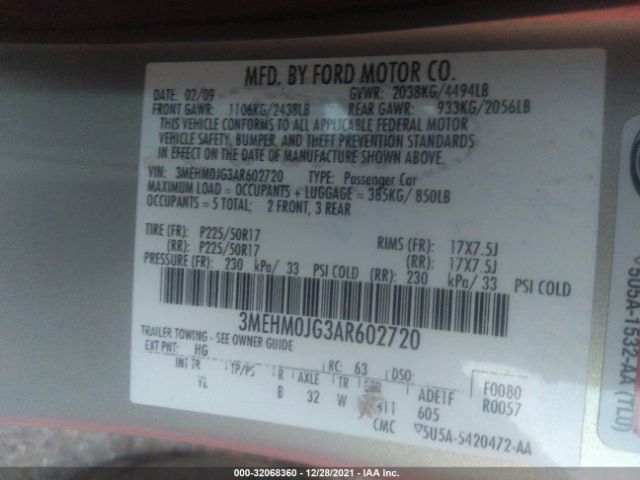 MFD. BY FORD MOTOR CO.
DATE: 02/09 GVWR: 2038KG/4494LB
FRONT GAWR: 1106KG/2438LB REAR GAWR: 933KG/2056LB
THIS VEHICLE CONFORMS TO ALL APPLICABLE FEDERAL MOTOR
VEHICLE SAFETY, BUMPER, AND THEFT PREVENTION STANDARDS
IN EFFECT ON THE DATE OF MANUFACTURE SHOWN ABOVE.
VIN: 3MEHM0JG3AR602720 TYPE: Passenger Car
MAXIMUM LOAD = OCCUPANTS + LUGGAGE = 385KG/ 850LB
OCCUPANTS = 5 TOTAL; 2 FRONT, 3 REAR
TIRE (FR): P225/50R17 RIMS (FR): 17X7.5J
(RR): P225/50R17 (RR): 17X7.5J
PRESSURE (FR): 230 kPa/ 33 PSI COLD (RR): 230 kPa/ 33 PSI COLD
3MEHM0JG3AR602720
TRAILER TOWING - SEE OWNER GUIDE
EXT PNT: HG RC: 63 DSO: F0080
INT TR TP/PS R AXLE TR ADE1F R0057
YL B 32 W 811 605
CMC 5U5A-5420472-AA
5U5A-1532-AA (TLU)
000-32068360 - 12/28/2021 - IAA Inc.